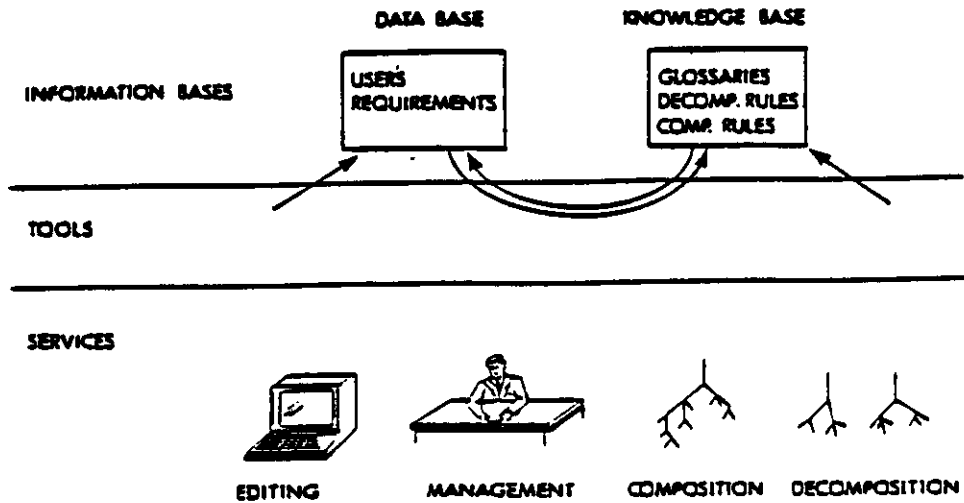 DATA BASE
KNOWLEDGE BASE
INFORMATION BASES
USERS
REQUIREMENTS
GLOSSARIES
DECOMP. RULES
COMP. RULES
TOOLS
SERVICES
EDITING
MANAGEMENT
COMPOSITION
DECOMPOSITION